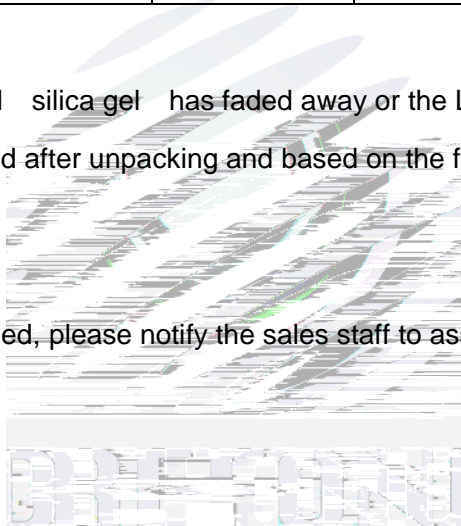 silica gel has faded away or the L
d after unpacking and based on the f
ed, please notify the sales staff to as